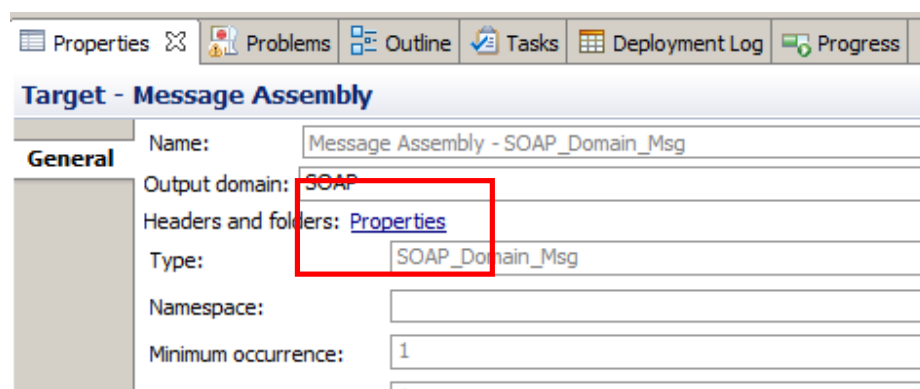 Properties Problems Outline Tasks Deployment Log Progress
Target - Message Assembly
General
Name: Message Assembly - SOAP_Domain_Msg
Output domain: SOAP
Headers and folders: Properties
Type: SOAP_Domain_Msg
Namespace:
Minimum occurrence: 1